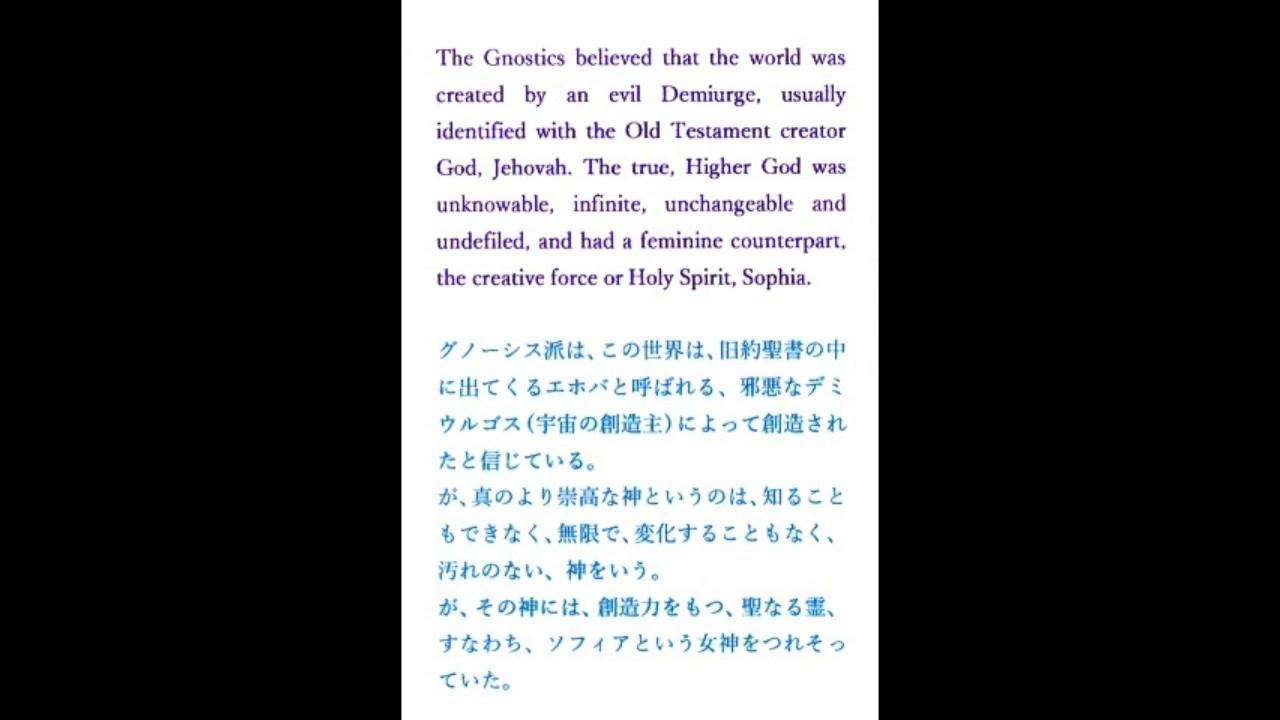 The Gnostics believed that the world was
created by an evil Demiurge, usually
identified with the Old Testament creator
God, Jehovah. The true, Higher God was
unknowable, infinite, unchangeable and
undefiled, and had a feminine counterpart,
the creative force or Holy Spirit, Sophia.
グノーシス派は、この世界は、旧約聖書の中
に出てくるエホバと呼ばれる、邪悪なデミ
ウルゴス(宇宙の創造主)によって創造され
たと信じている。
が、真のより崇高な神というのは、知ること
もできなく、無限で、変化することもなく、
汚れのない、神をいう。
が、その神には、創造力をもつ、聖なる霊、
すなわち、ソフィアという女神をつれそっ
ていた。